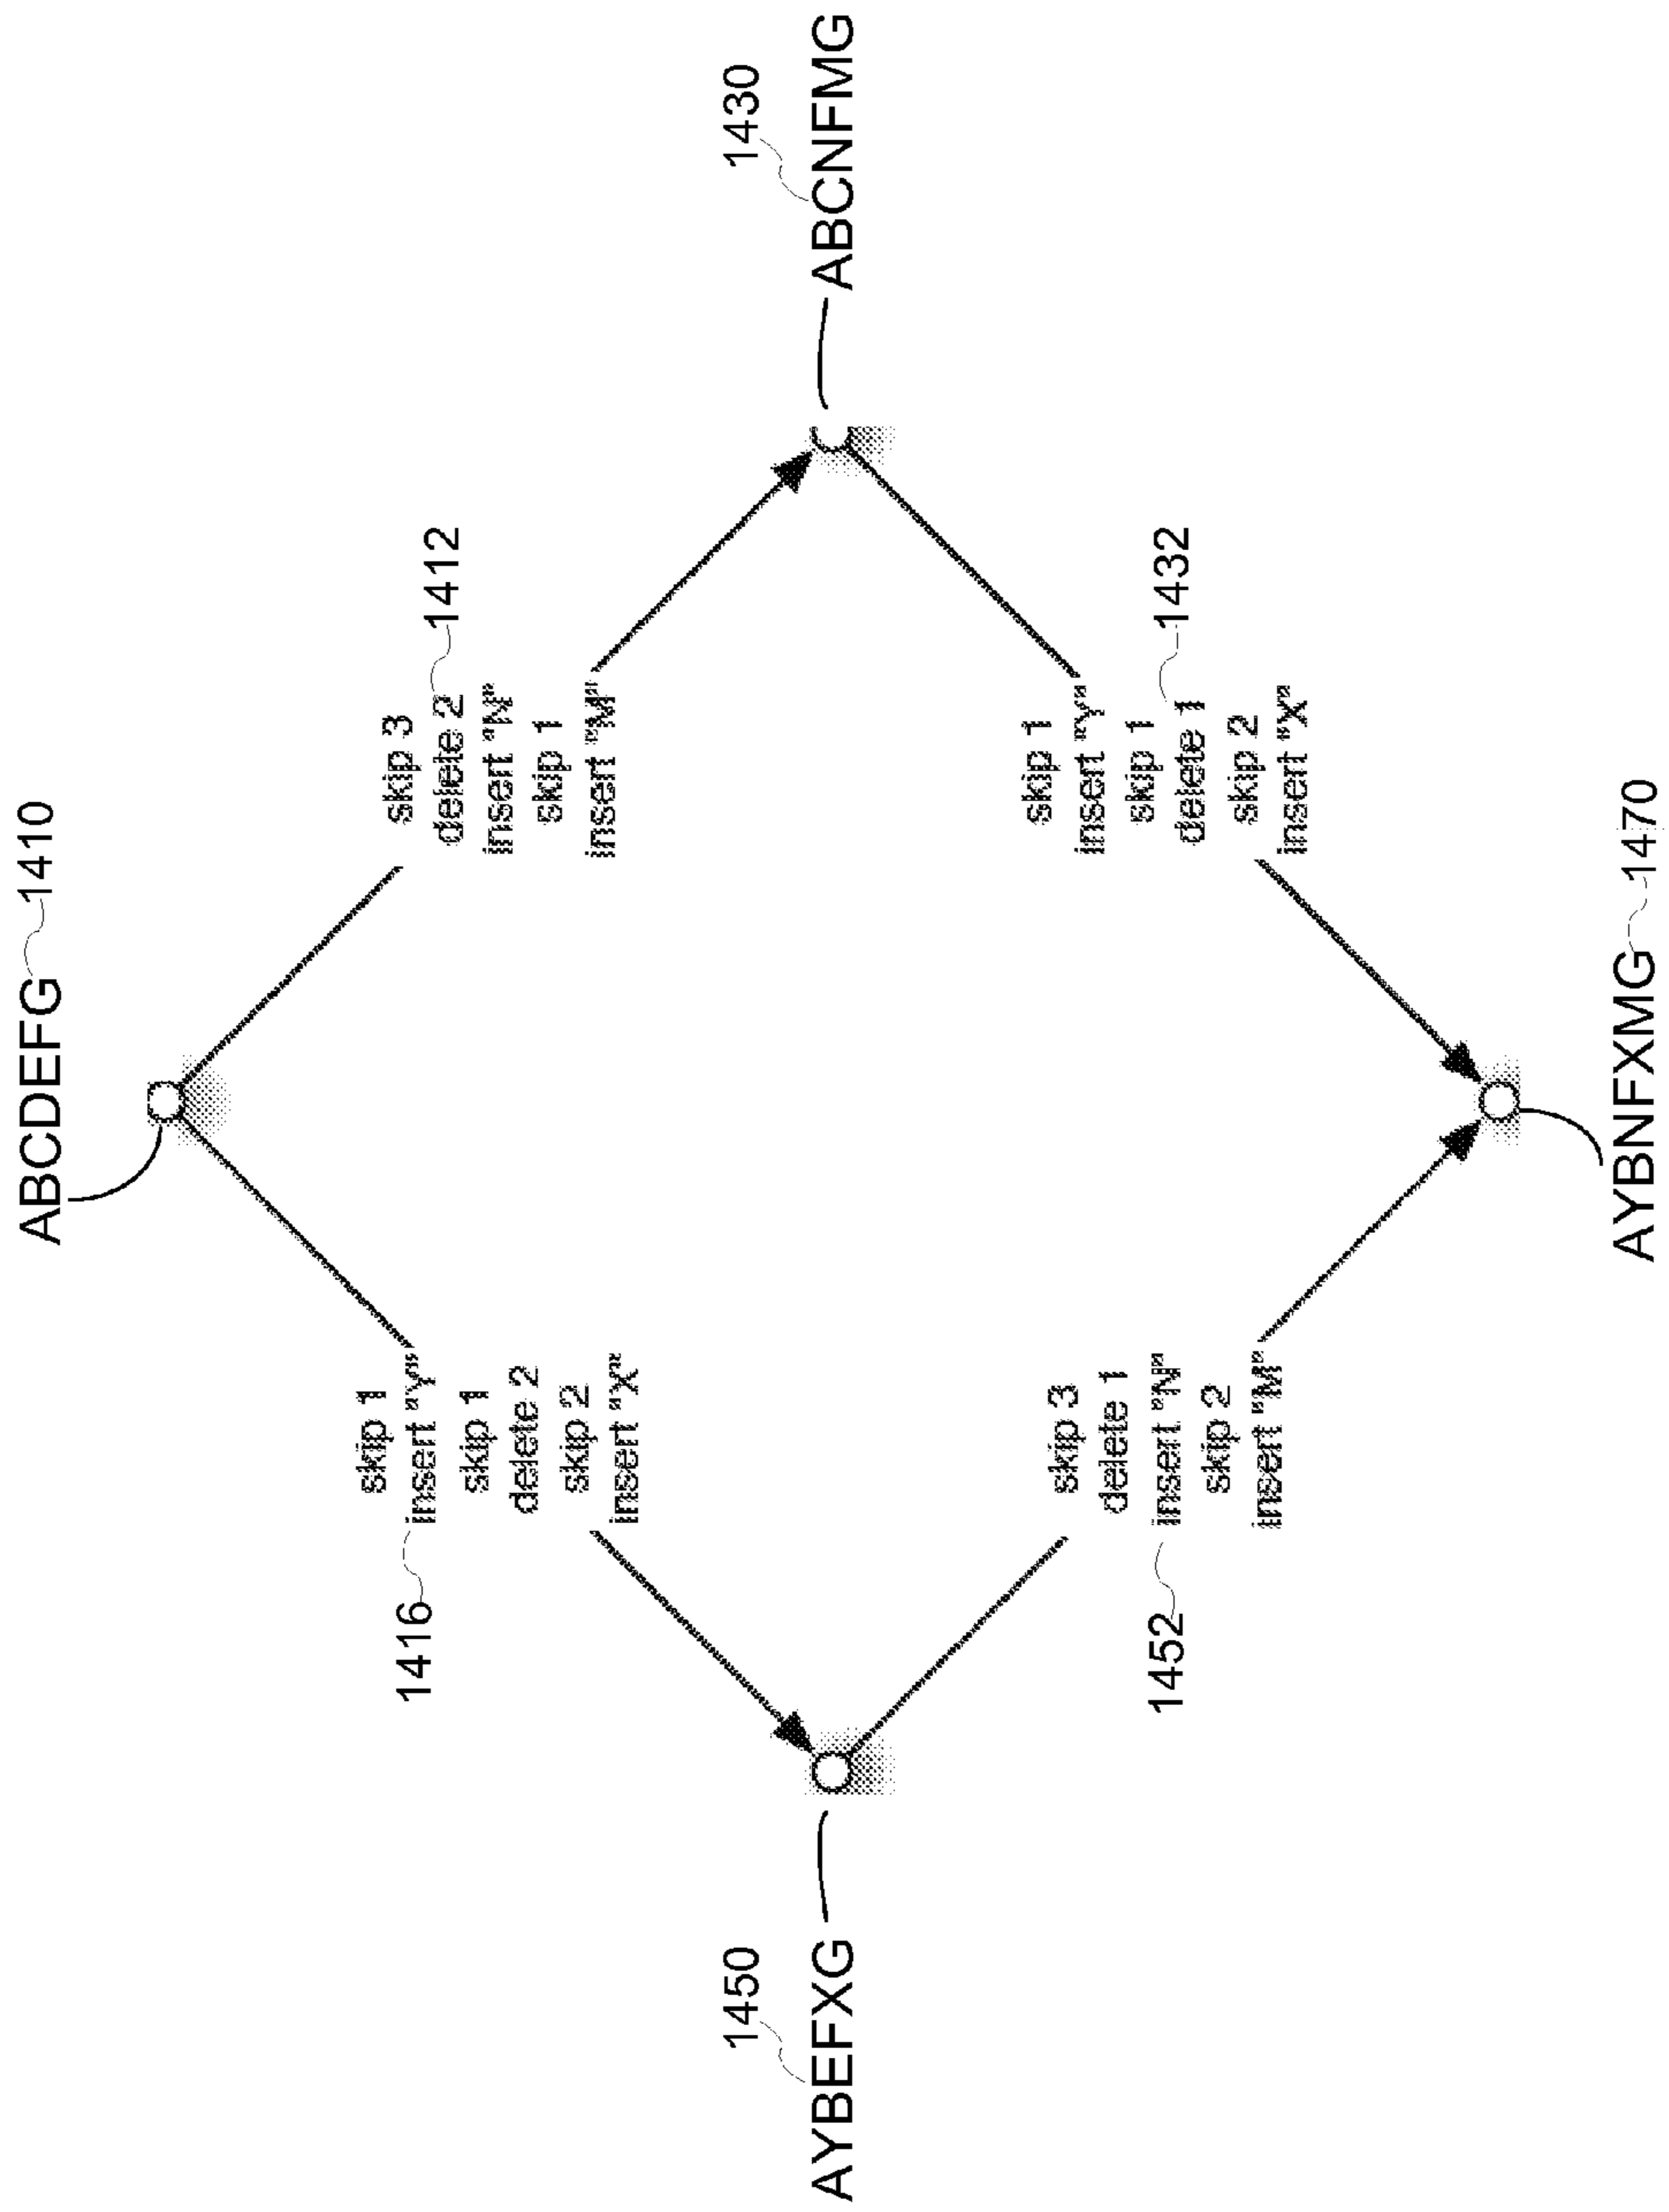 ABCDEFG 1410
skip 1
insert "Y"
skip 1
delete 2
skip 2
insert "X"
1416
skip 3
delete 2
insert "N"
skip 1
insert "M"
1412
1450
AYBEFXG
1430
ABCNFMG
skip 3
delete 1
insert "N"
skip 2
insert "M"
1452
skip 1
insert "Y"
skip 1
delete 1
skip 2
insert "X"
1432
AYBNFXMG 1470